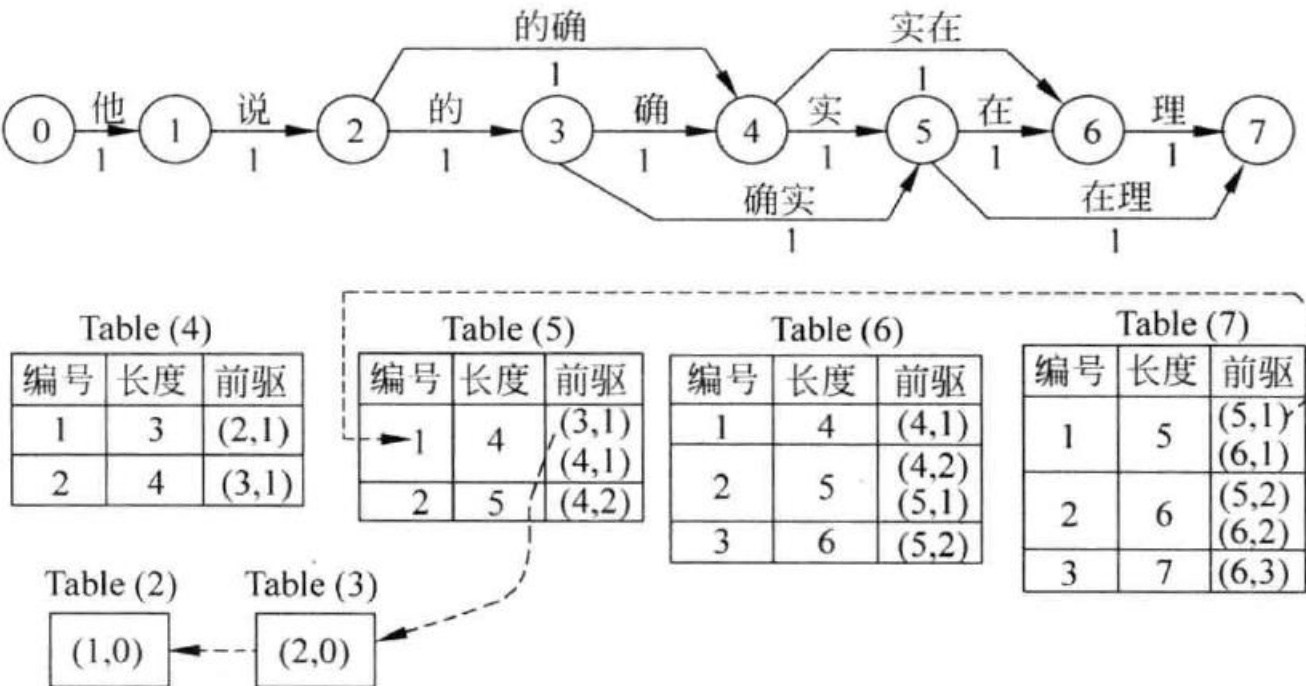 的确 实在
1 1
0 他 1 说 2 的 3 确 4 实 5 在 6 理 7
1 1 1 1 1 1 1
确实 在理
1 1
Table (4)
编号 长度 前驱
1 3 (2,1)
2 4 (3,1)
Table (5)
编号 长度 前驱
1 4 (3,1)
(4,1)
2 5 (4,2)
Table (6)
编号 长度 前驱
1 4 (4,1)
2 5 (4,2)
(5,1)
3 6 (5,2)
Table (7)
编号 长度 前驱
1 5 (5,1)
(6,1)
2 6 (5,2)
(6,2)
3 7 (6,3)
Table (2) Table (3)
(1,0) (2,0)